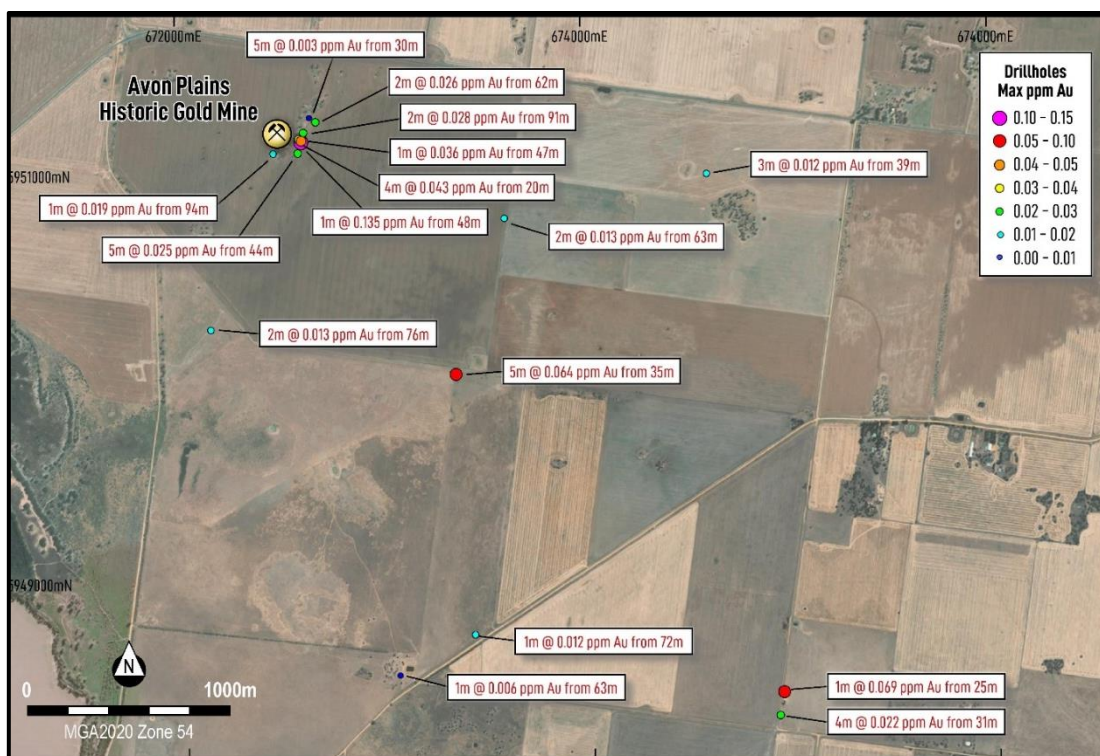 672000mE
674000mE
674000mE
5m @ 0.003 ppm Au from 30m
Avon Plains
Historic Gold Mine
2m @ 0.026 ppm Au from 62m
2m @ 0.028 ppm Au from 91m
1m @ 0.036 ppm Au from 47m
4m @ 0.043 ppm Au from 20m
1m @ 0.135 ppm Au from 48m
1m @ 0.019 ppm Au from 94m
5m @ 0.025 ppm Au from 44m
3m @ 0.012 ppm Au from 39m
2m @ 0.013 ppm Au from 63m
Drillholes
Max ppm Au
0.10 - 0.15
0.05 - 0.10
0.04 - 0.05
0.03 - 0.04
0.02 - 0.03
0.01 - 0.02
0.00 - 0.01
5951000mN
2m @ 0.013 ppm Au from 76m
5m @ 0.064 ppm Au from 35m
5949000mN
1m @ 0.012 ppm Au from 72m
1m @ 0.006 ppm Au from 63m
1m @ 0.069 ppm Au from 25m
4m @ 0.022 ppm Au from 31m
N
0 1000m
MGA2020 Zone 54